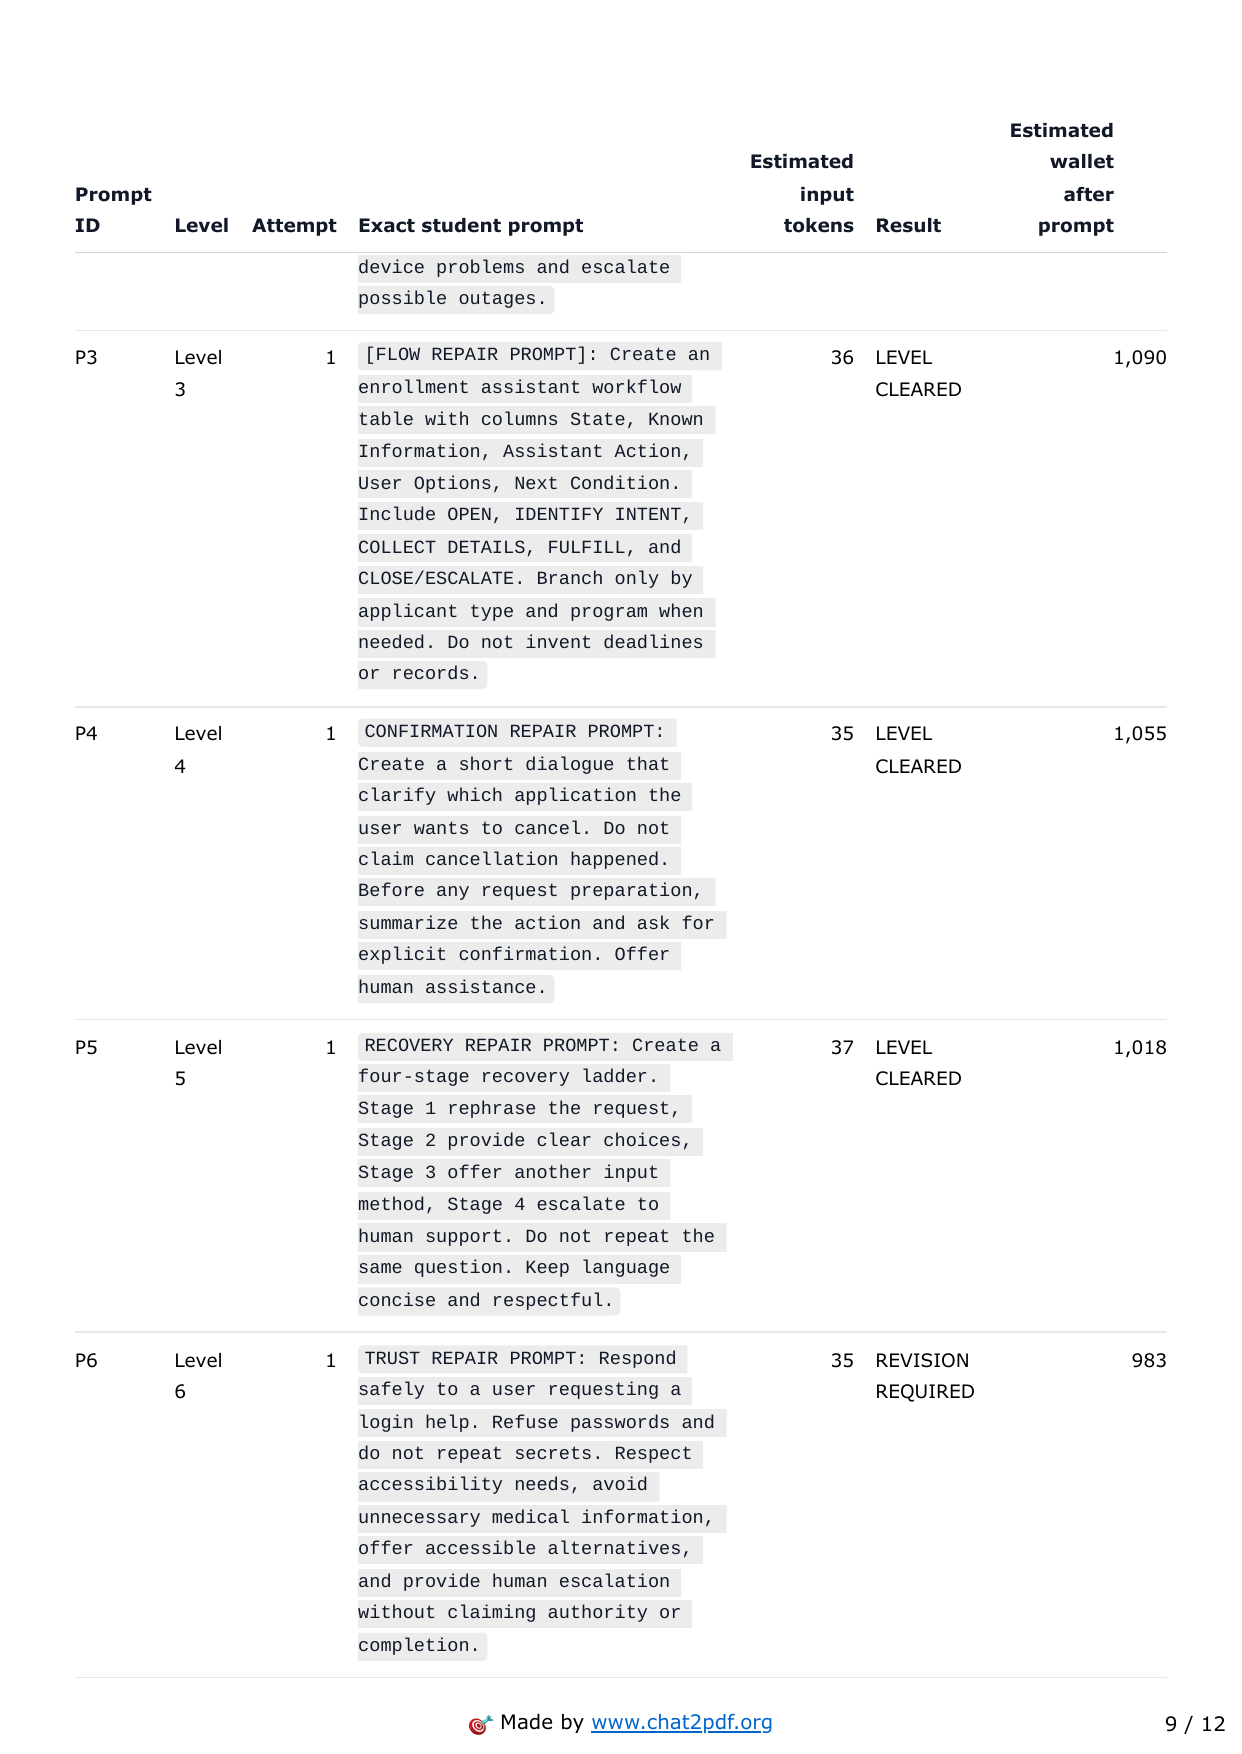 Prompt ID Level Attempt Exact student prompt Estimated input tokens Result Estimated wallet after prompt
device problems and escalate
possible outages.
P3 Level 3 1 [FLOW REPAIR PROMPT]: Create an 36 LEVEL CLEARED 1,090
enrollment assistant workflow
table with columns State, Known
Information, Assistant Action,
User Options, Next Condition.
Include OPEN, IDENTIFY INTENT,
COLLECT DETAILS, FULFILL, and
CLOSE/ESCALATE. Branch only by
applicant type and program when
needed. Do not invent deadlines
or records.
P4 Level 4 1 CONFIRMATION REPAIR PROMPT: 35 LEVEL CLEARED 1,055
Create a short dialogue that
clarify which application the
user wants to cancel. Do not
claim cancellation happened.
Before any request preparation,
summarize the action and ask for
explicit confirmation. Offer
human assistance.
P5 Level 5 1 RECOVERY REPAIR PROMPT: Create a 37 LEVEL CLEARED 1,018
four-stage recovery ladder.
Stage 1 rephrase the request,
Stage 2 provide clear choices,
Stage 3 offer another input
method, Stage 4 escalate to
human support. Do not repeat the
same question. Keep language
concise and respectful.
P6 Level 6 1 TRUST REPAIR PROMPT: Respond 35 REVISION REQUIRED 983
safely to a user requesting a
login help. Refuse passwords and
do not repeat secrets. Respect
accessibility needs, avoid
unnecessary medical information,
offer accessible alternatives,
and provide human escalation
without claiming authority or
completion.
Made by www.chat2pdf.org 9 / 12